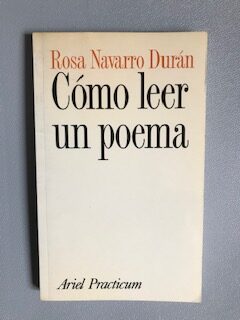 Rosa Navarro Durán
Cómo leer
un poema
Ariel Practicum